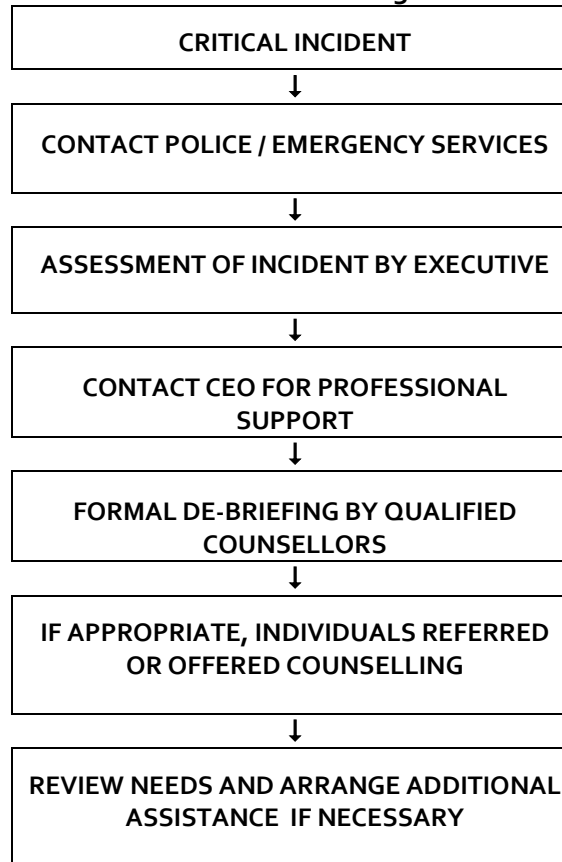 CRITICAL INCIDENT
↓
CONTACT POLICE / EMERGENCY SERVICES
↓
ASSESSMENT OF INCIDENT BY EXECUTIVE
↓
CONTACT CEO FOR PROFESSIONAL
SUPPORT
↓
FORMAL DE-BRIEFING BY QUALIFIED
COUNSELLORS
↓
IF APPROPRIATE, INDIVIDUALS REFERRED
OR OFFERED COUNSELLING
↓
REVIEW NEEDS AND ARRANGE ADDITIONAL
ASSISTANCE IF NECESSARY